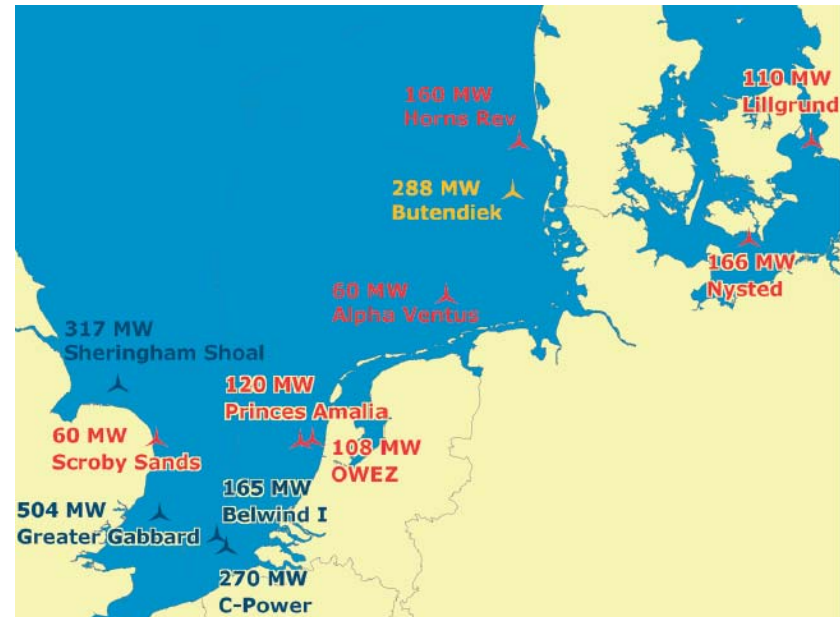 110 MW
Lillgrund
160 MW
Horns Rev
288 MW
Butendiek
166 MW
Nysted
60 MW
Alpha Ventus
317 MW
Sheringham Shoal
120 MW
Princes Amalia
60 MW
Scroby Sands
108 MW
OWEZ
165 MW
Belwind I
504 MW
Greater Gabbard
270 MW
C-Power